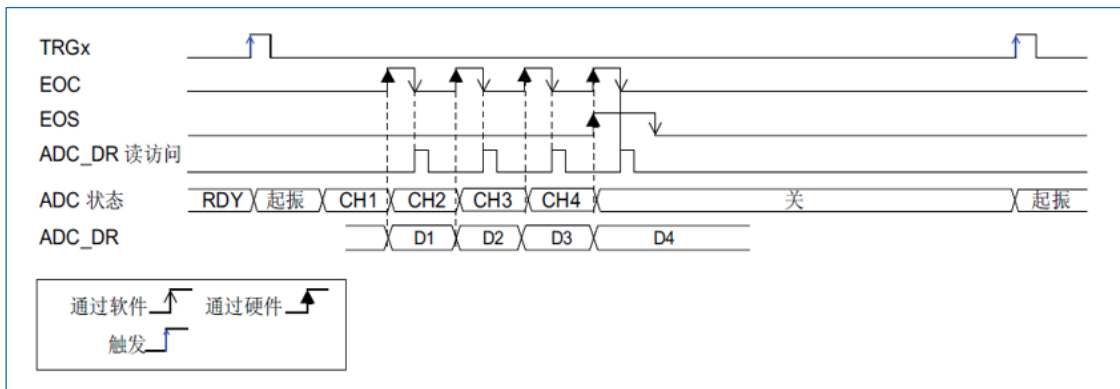 TRGx
EOC
EOS
ADC_DR 读访问
ADC 状态 RDY 起振 CH1 CH2 CH3 CH4 关 起振
ADC_DR D1 D2 D3 D4
通过软件 通过硬件
触发